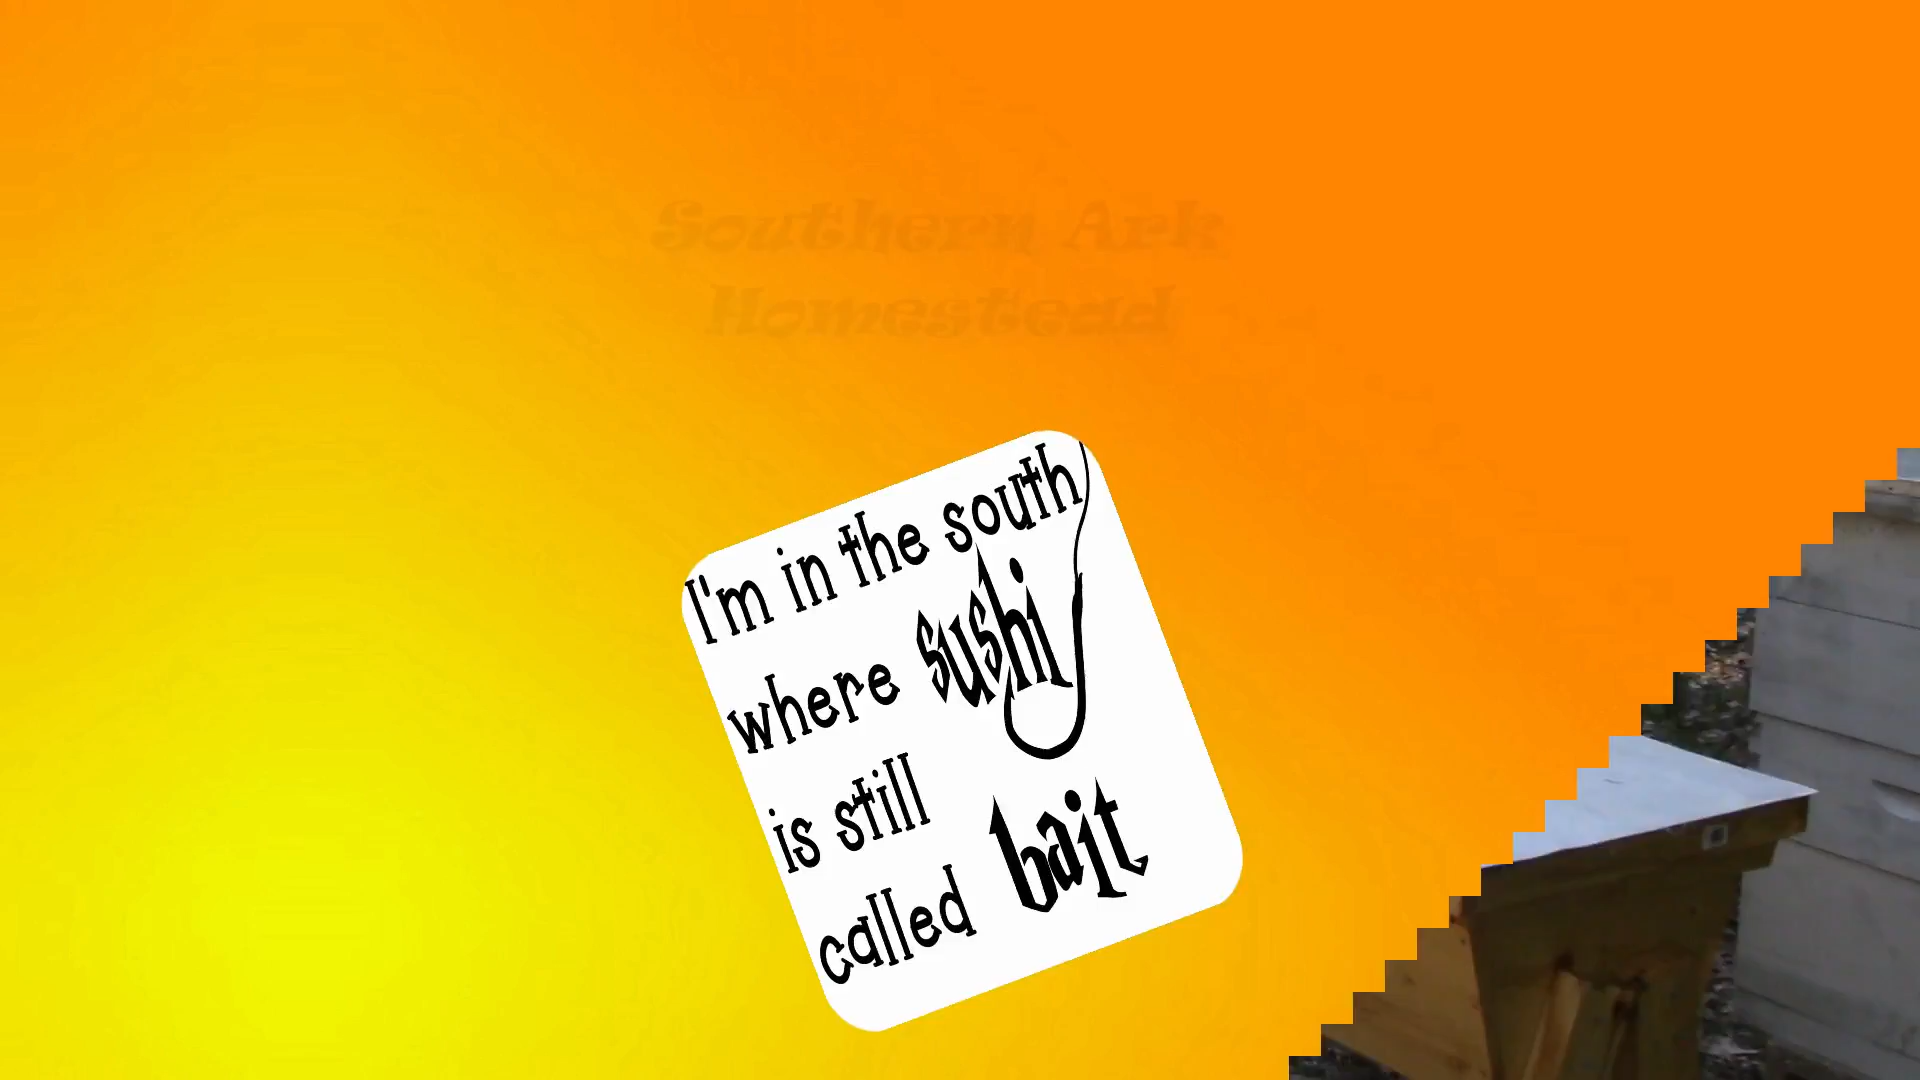 Southern Ark
Homestead
I'm in the south
where sushi
is still
called bait